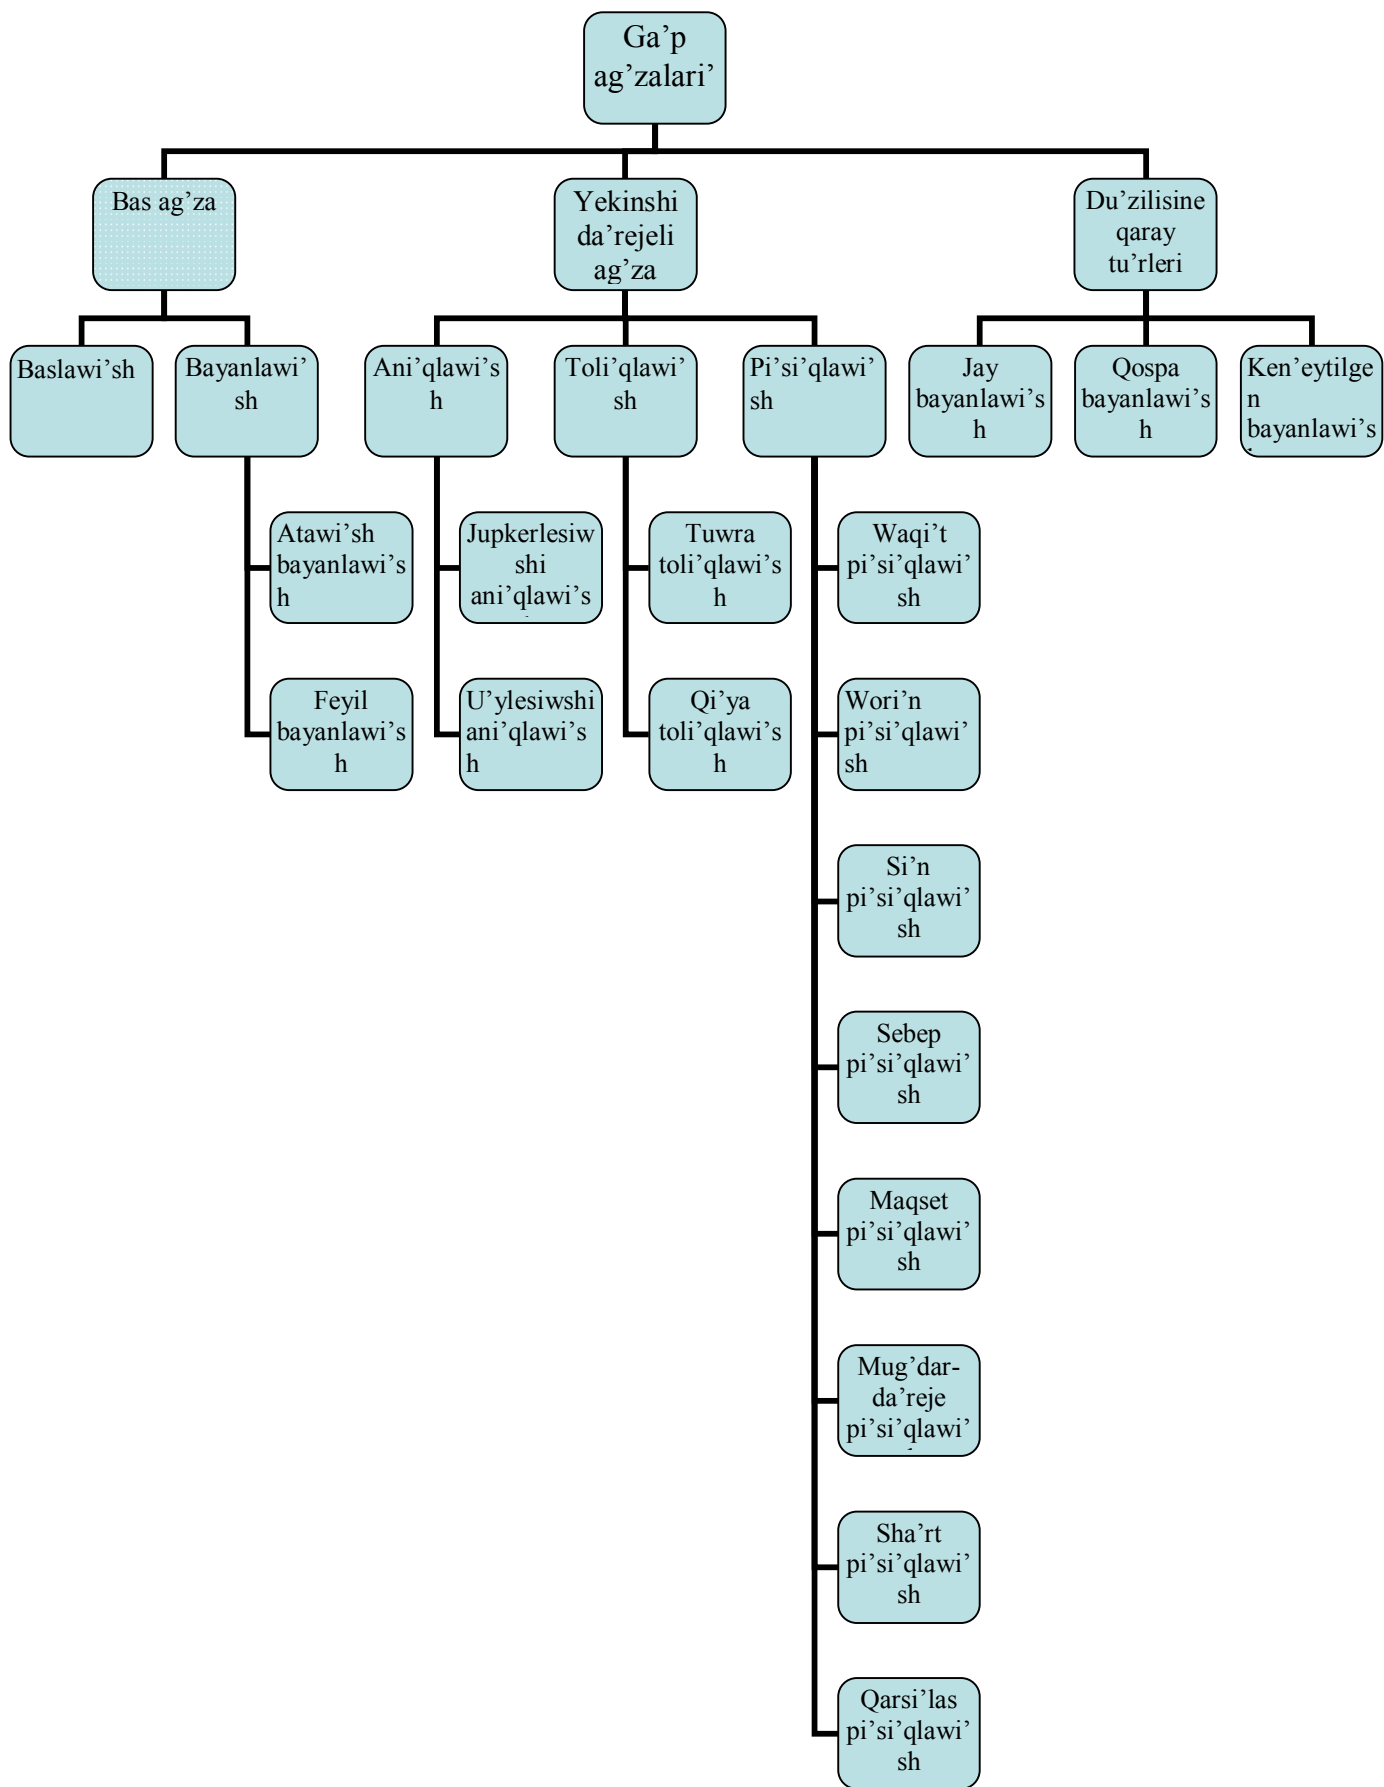 Ga’p
ag’zalari’
Bas ag’za
Yekinshi
da’rejeli
ag’za
Du’zilisine
qaray
tu’rleri
Baslawi’sh
Bayanlawi’
sh
Ani’qlawi’s
h
Toli’qlawi’
sh
Pi’si’qlawi’
sh
Jay
bayanlawi’s
h
Qospa
bayanlawi’s
h
Ken’eytilge
n
bayanlawi’s
Atawi’sh
bayanlawi’s
h
Jupkerlesiw
shi
ani’qlawi’s
Tuwra
toli’qlawi’s
h
Waqi’t
pi’si’qlawi’
sh
Feyil
bayanlawi’s
h
U’ylesiwshi
ani’qlawi’s
h
Qi’ya
toli’qlawi’s
h
Wori’n
pi’si’qlawi’
sh
Si’n
pi’si’qlawi’
sh
Sebep
pi’si’qlawi’
sh
Maqset
pi’si’qlawi’
sh
Mug’dar-
da’reje
pi’si’qlawi’
Sha’rt
pi’si’qlawi’
sh
Qarsi’las
pi’si’qlawi’
sh